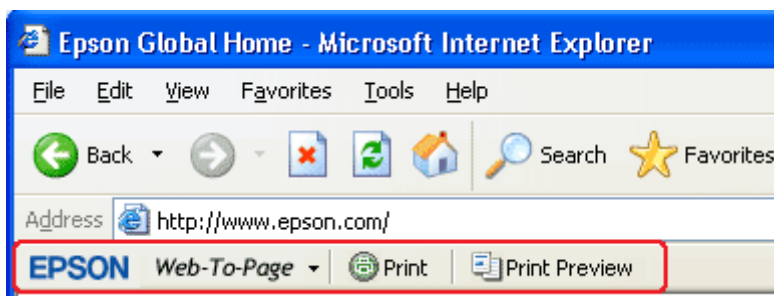 Epson Global Home - Microsoft Internet Explorer
File Edit View Favorites Tools Help
Back Search Favorites
Address http://www.epson.com/
EPSON Web-To-Page Print Print Preview